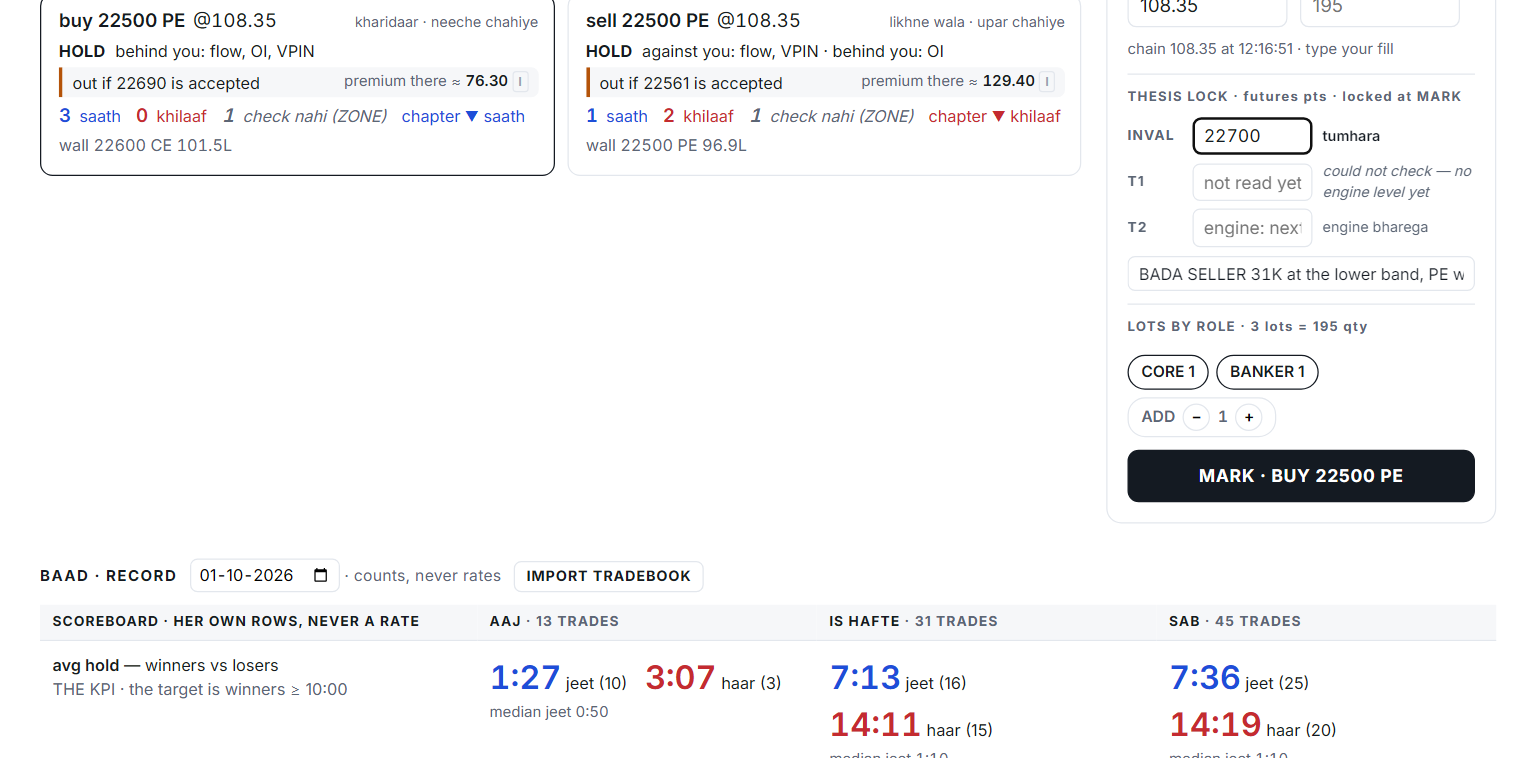 buy 22500 PE @108.35 kharidaar · neeche chahiye
HOLD behind you: flow, OI, VPIN
out if 22690 is accepted premium there ≈ 76.30 I
3 saath 0 khilaaf 1 check nahi (ZONE) chapter ▼ saath
wall 22600 CE 101.5L
sell 22500 PE @108.35 likhne wala · upar chahiye
HOLD against you: flow, VPIN · behind you: OI
out if 22561 is accepted premium there ≈ 129.40 I
1 saath 2 khilaaf 1 check nahi (ZONE) chapter ▼ khilaaf
wall 22500 PE 96.9L
108.35 195
chain 108.35 at 12:16:51 · type your fill
THESIS LOCK · futures pts · locked at MARK
INVAL 22700 tumhara
T1 not read yet could not check — no
engine level yet
T2 engine: next engine bharega
BADA SELLER 31K at the lower band, PE w
LOTS BY ROLE · 3 lots = 195 qty
CORE 1 BANKER 1
ADD − 1 +
MARK · BUY 22500 PE
BAAD · RECORD 01-10-2026 · counts, never rates IMPORT TRADEBOOK
SCOREBOARD · HER OWN ROWS, NEVER A RATE AAJ · 13 TRADES IS HAFTE · 31 TRADES SAB · 45 TRADES
avg hold — winners vs losers
THE KPI · the target is winners ≥ 10:00
1:27 jeet (10) 3:07 haar (3)
median jeet 0:50
7:13 jeet (16)
14:11 haar (15)
median jeet 1:10
7:36 jeet (25)
14:19 haar (20)
median jeet 1:10